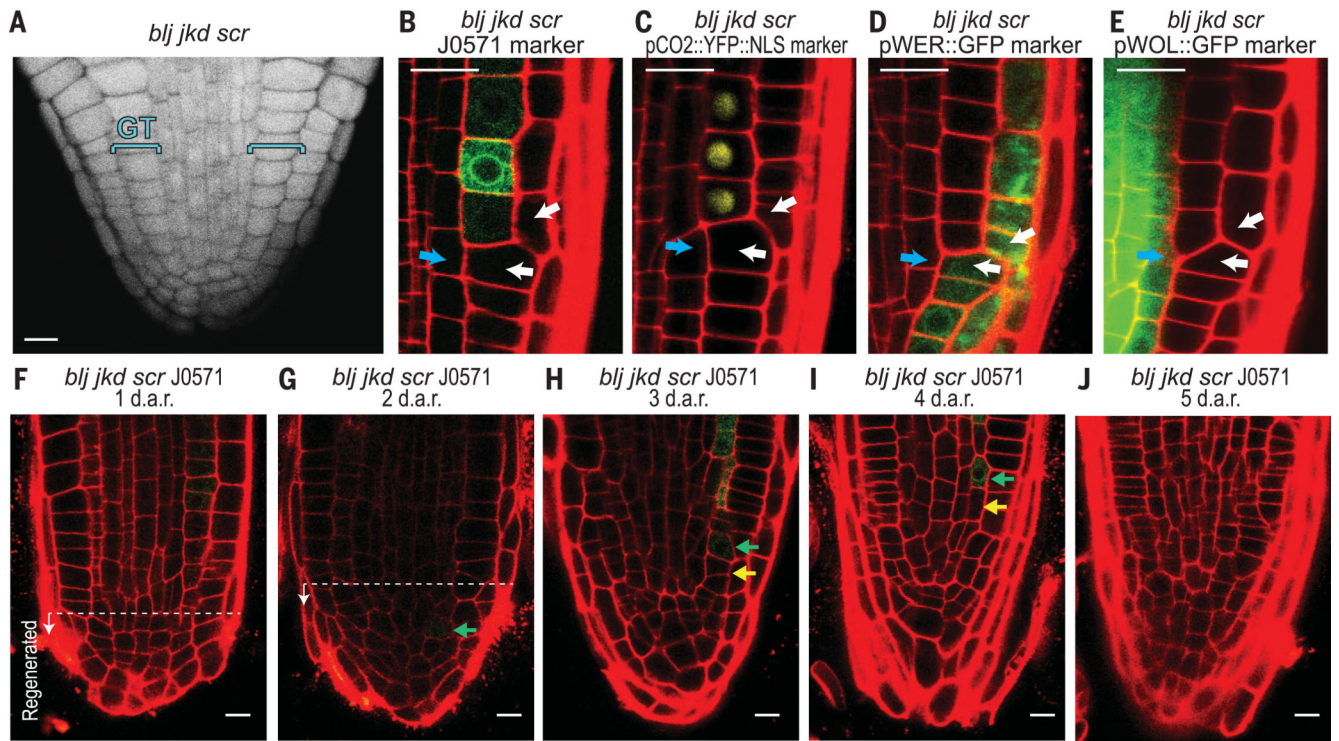 A
blj jkd scr
GT
B
blj jkd scr
J0571 marker
C
blj jkd scr
pCO2::YFP::NLS marker
D
blj jkd scr
pWER::GFP marker
E
blj jkd scr
pWOL::GFP marker
F
blj jkd scr J0571
1 d.a.r.
Regenerated
G
blj jkd scr J0571
2 d.a.r.
H
blj jkd scr J0571
3 d.a.r.
I
blj jkd scr J0571
4 d.a.r.
J
blj jkd scr J0571
5 d.a.r.